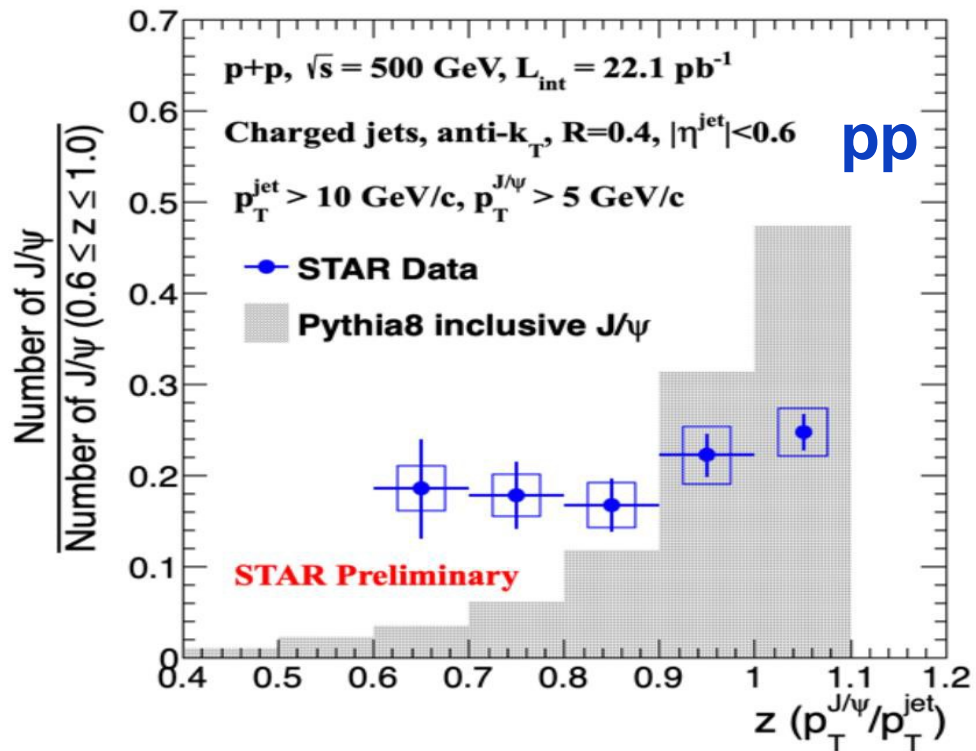 p+p, √s = 500 GeV, L_int = 22.1 pb⁻¹
Charged jets, anti-k_T, R=0.4, |η^jet|<0.6
pp
p_T^jet > 10 GeV/c, p_T^J/ψ > 5 GeV/c
STAR Data
Pythia8 inclusive J/ψ
STAR Preliminary
Number of J/ψ
Number of J/ψ (0.6 ≤ z ≤ 1.0)
0.7
0.6
0.5
0.4
0.3
0.2
0.1
0
0.4 0.5 0.6 0.7 0.8 0.9 1 1.1 1.2
z (p_T^J/ψ/p_T^jet)